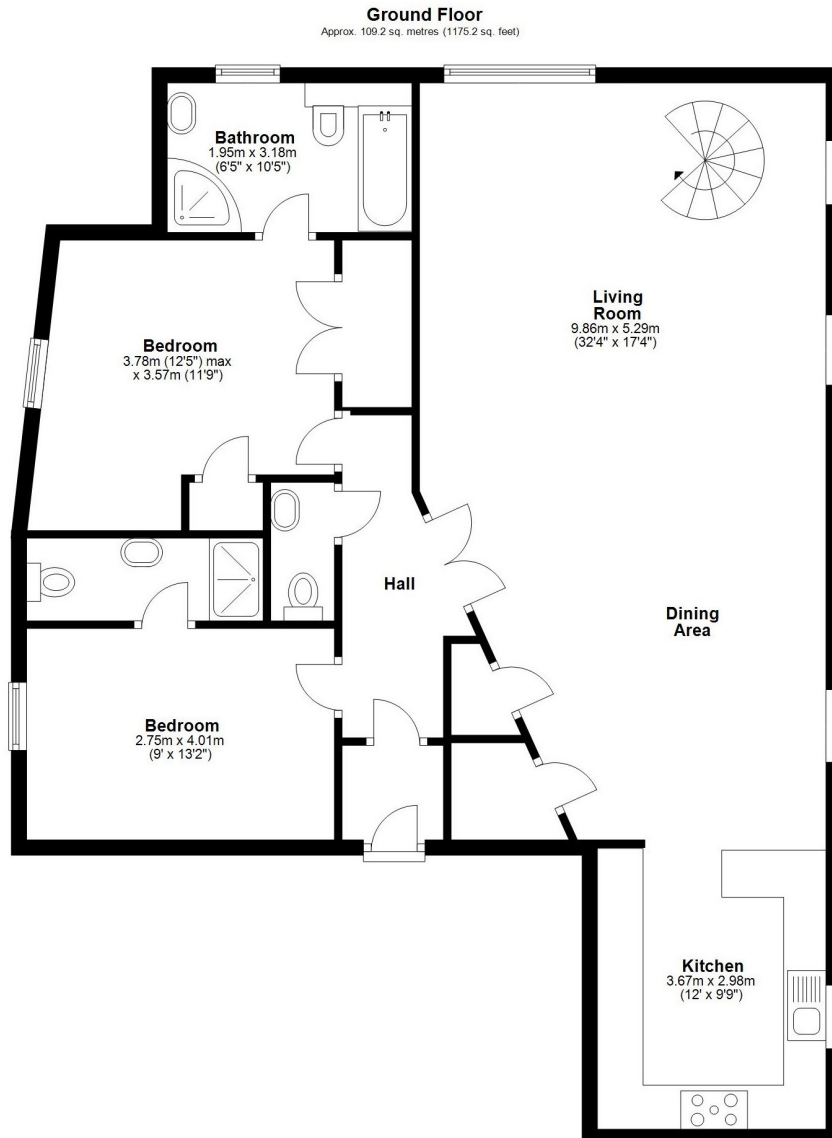 Ground Floor
Approx. 109.2 sq. metres (1175.2 sq. feet)
Bathroom
1.95m x 3.18m
(6'5" x 10'5")
Living
Room
9.86m x 5.29m
(32'4" x 17'4")
Bedroom
3.78m (12'5") max
x 3.57m (11'9")
Hall
Dining
Area
Bedroom
2.75m x 4.01m
(9' x 13'2")
Kitchen
3.67m x 2.98m
(12' x 9'9")